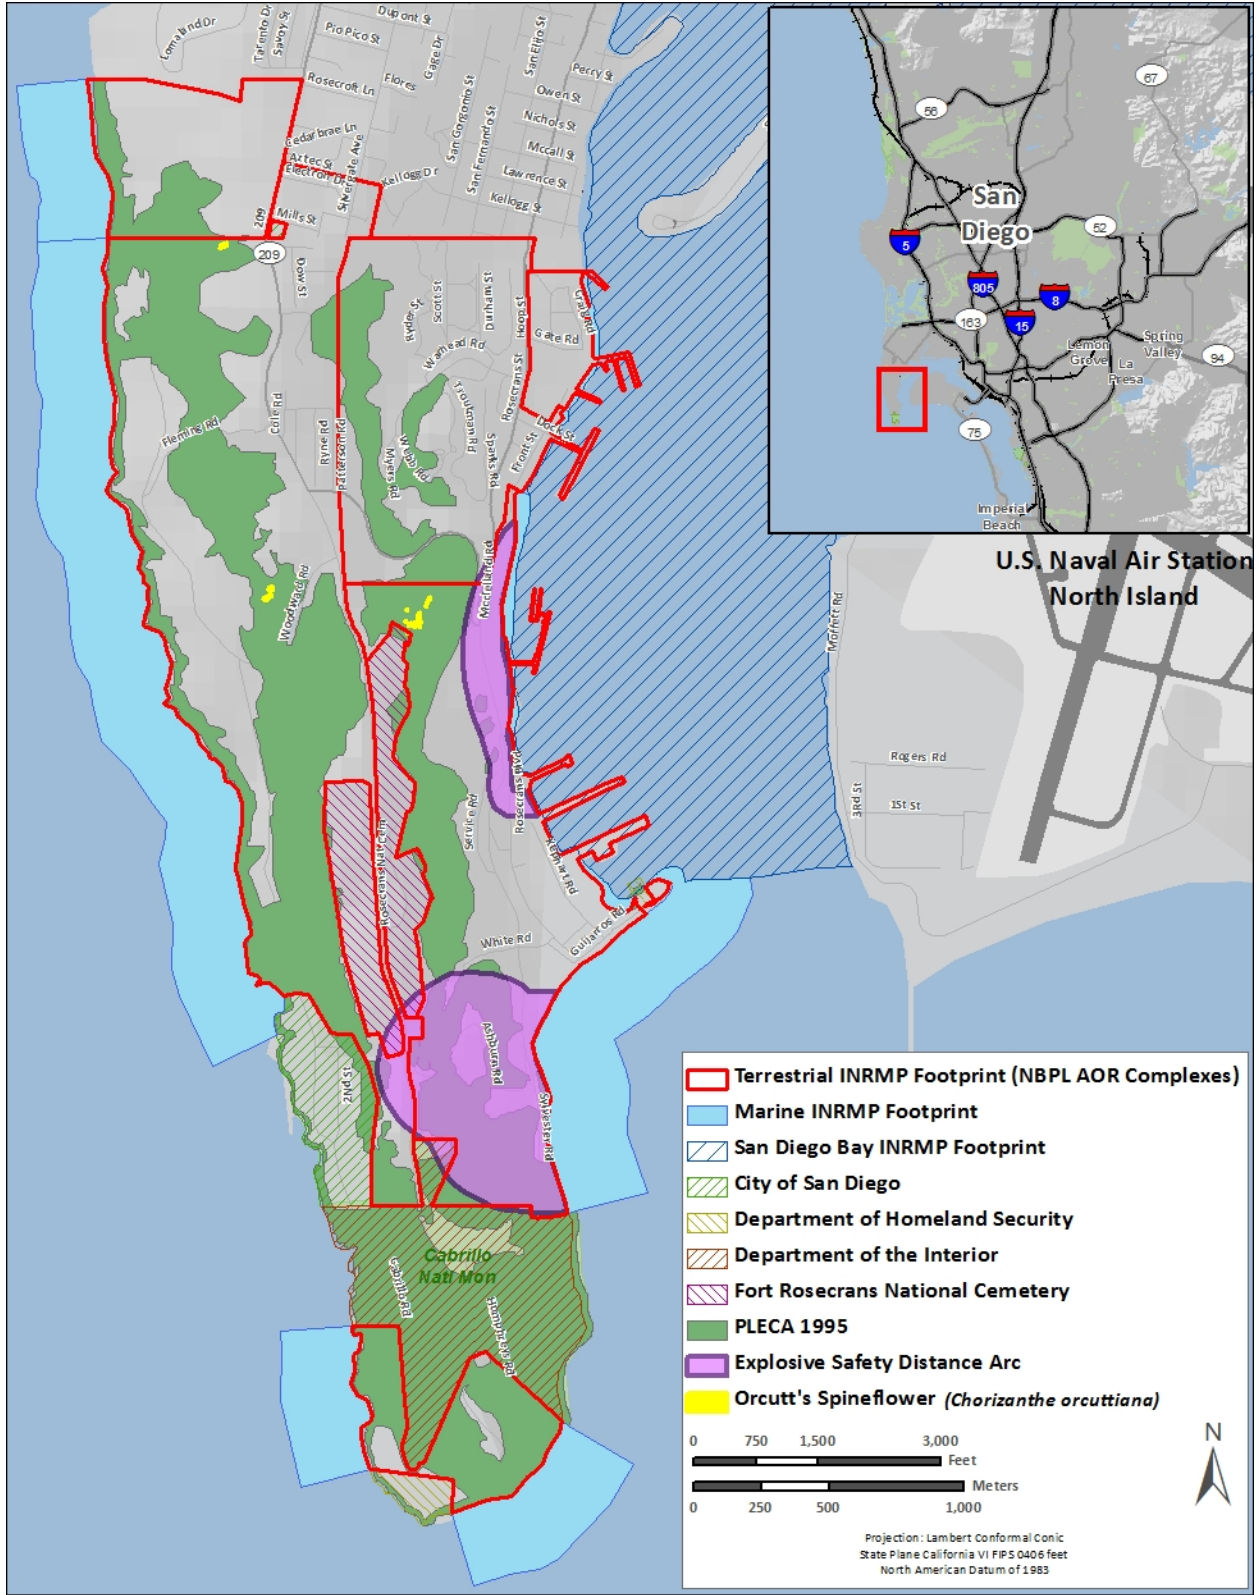 Lomaland Dr
Tarento Dr
Savoy St
Dupont St
Pio Pico St
Gage Dr
San Elijo St
Perry St
Rosecroft Ln
Flores
San Gorgonio St
Owen St
Nichols St
Cedarbrae Ln
San Fernando St
Mccall St
Aztec St
Electron Dr
Silvergate Ave
Kellogg Dr
Lawrence St
Kellogg St
209
Mills St
209
Dow St
Ryder St
Scott St
Durham St
Hoop St
Craig Rd
Gate Rd
Warhead Rd
Troutman Rd
Rosecrans St
Fleming Rd
Cole Rd
Ryne Rd
Patterson Rd
Myers Rd
Webb Rd
Sparks Rd
Front St
Dock St
Mcclelland Rd
Woodward Rd
Moffett Rd
Rosecrans Nat Cem
Service Rd
Rosecrans Blvd
Kephart Rd
Rogers Rd
3Rd St
1St St
White Rd
Guijarros Rd
Ashburn Rd
2Nd St
Sylvester Rd
Cabrillo
Natl Mon
Cabrillo Rd
Humphreys Rd
67
56
San
Diego
52
5
805
8
163
15
Lemon
Grove
Spring
Valley
La
Presa
94
75
Imperial
Beach
U.S. Naval Air Station
North Island
Terrestrial INRMP Footprint (NBPL AOR Complexes)
Marine INRMP Footprint
San Diego Bay INRMP Footprint
City of San Diego
Department of Homeland Security
Department of the Interior
Fort Rosecrans National Cemetery
PLECA 1995
Explosive Safety Distance Arc
Orcutt's Spineflower (Chorizanthe orcuttiana)
0 750 1,500 3,000
Feet
Meters
0 250 500 1,000
N
Projection: Lambert Conformal Conic
State Plane California VI FIPS 0406 feet
North American Datum of 1983